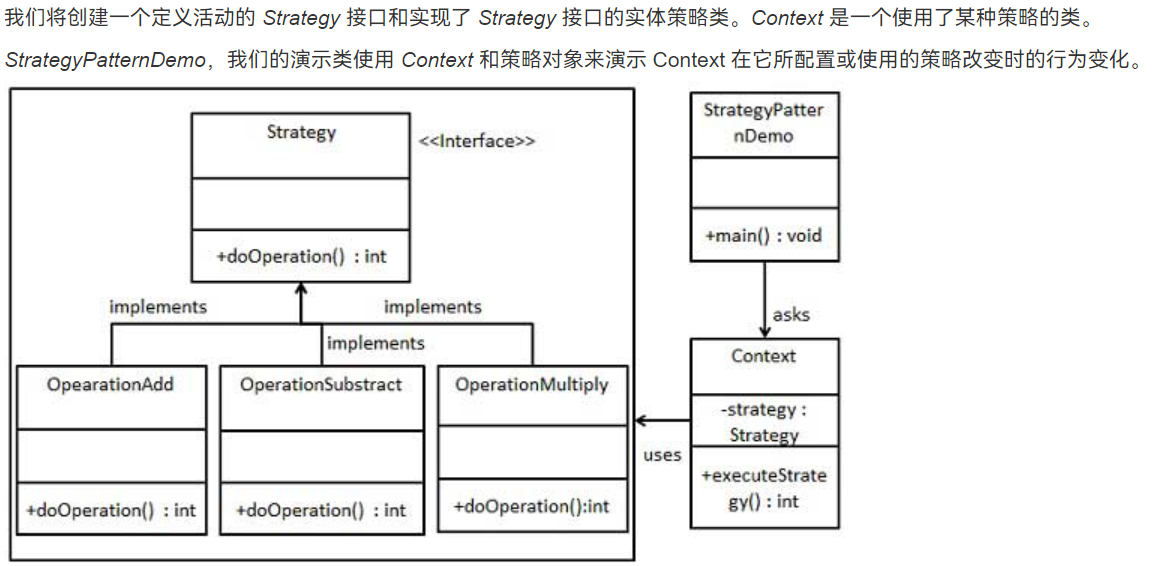 我们将创建一个定义活动的 Strategy 接口和实现了 Strategy 接口的实体策略类。Context 是一个使用了某种策略的类。
StrategyPatternDemo，我们的演示类使用 Context 和策略对象来演示 Context 在它所配置或使用的策略改变时的行为变化。
Strategy
<<Interface>>
+doOperation() : int
implements
implements
implements
OpearationAdd
+doOperation() : int
OperationSubstract
+doOperation() : int
OperationMultiply
+doOperation():int
StrategyPatter
nDemo
+main() : void
asks
Context
-strategy :
Strategy
+executeStrate
gy() : int
uses